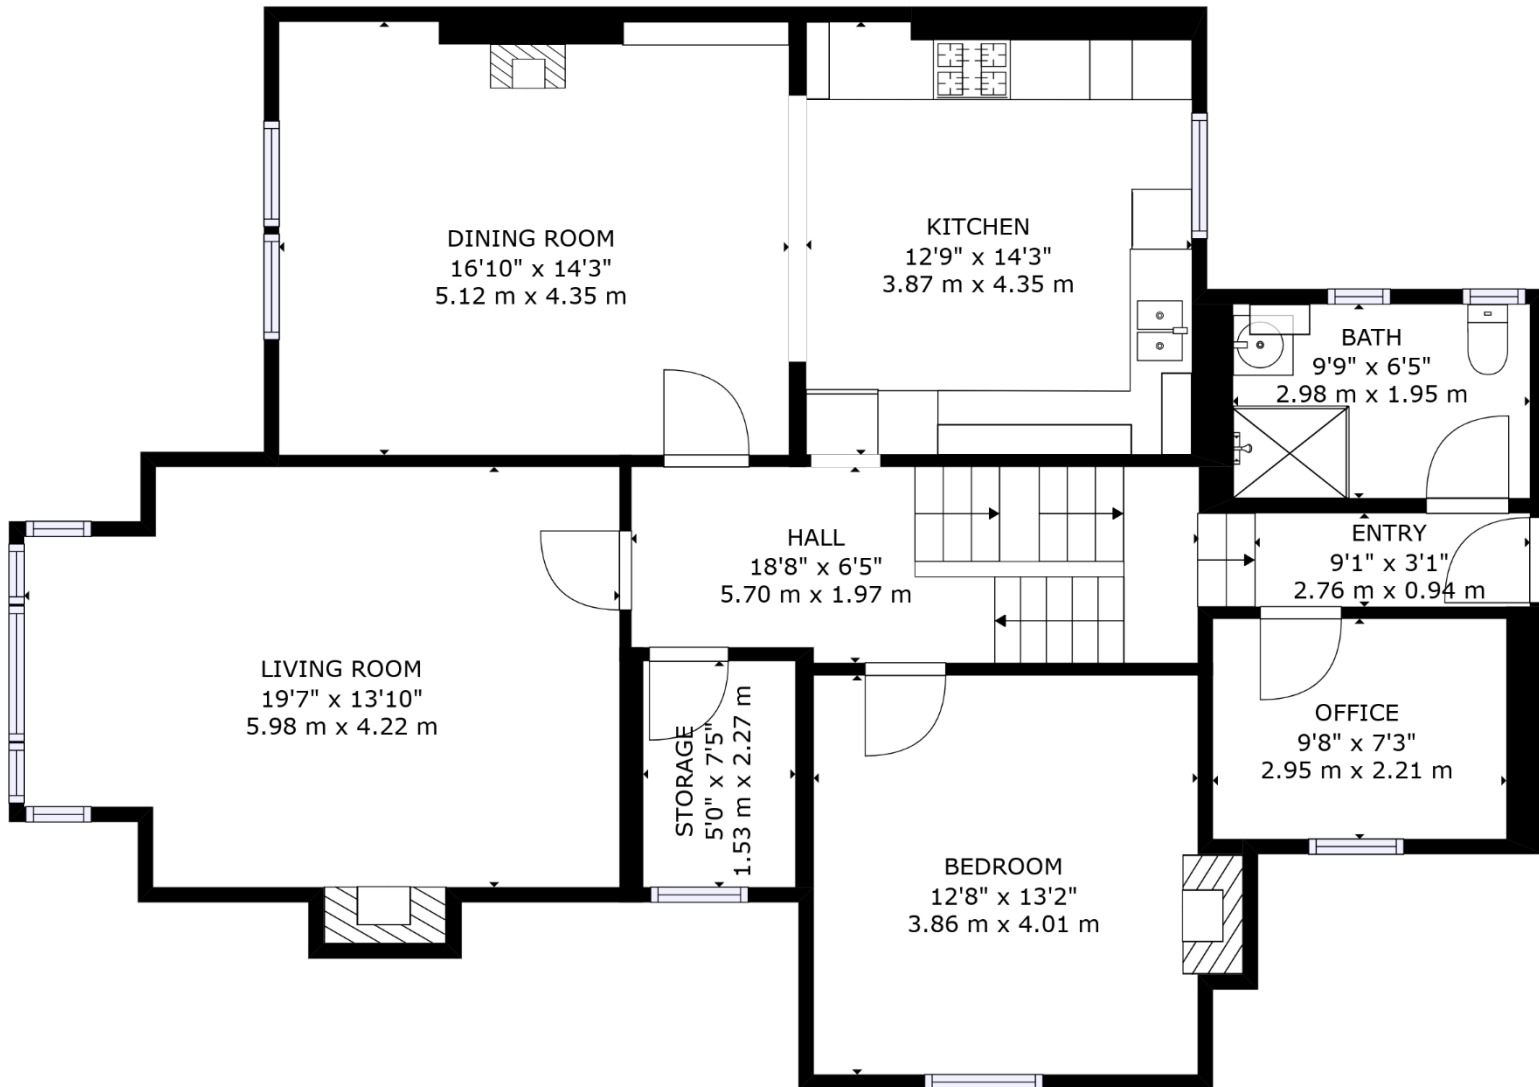 DINING ROOM
16'10" x 14'3"
5.12 m x 4.35 m
KITCHEN
12'9" x 14'3"
3.87 m x 4.35 m
BATH
9'9" x 6'5"
2.98 m x 1.95 m
HALL
18'8" x 6'5"
5.70 m x 1.97 m
ENTRY
9'1" x 3'1"
2.76 m x 0.94 m
LIVING ROOM
19'7" x 13'10"
5.98 m x 4.22 m
STORAGE
5'0" x 7'5"
1.53 m x 2.27 m
OFFICE
9'8" x 7'3"
2.95 m x 2.21 m
BEDROOM
12'8" x 13'2"
3.86 m x 4.01 m